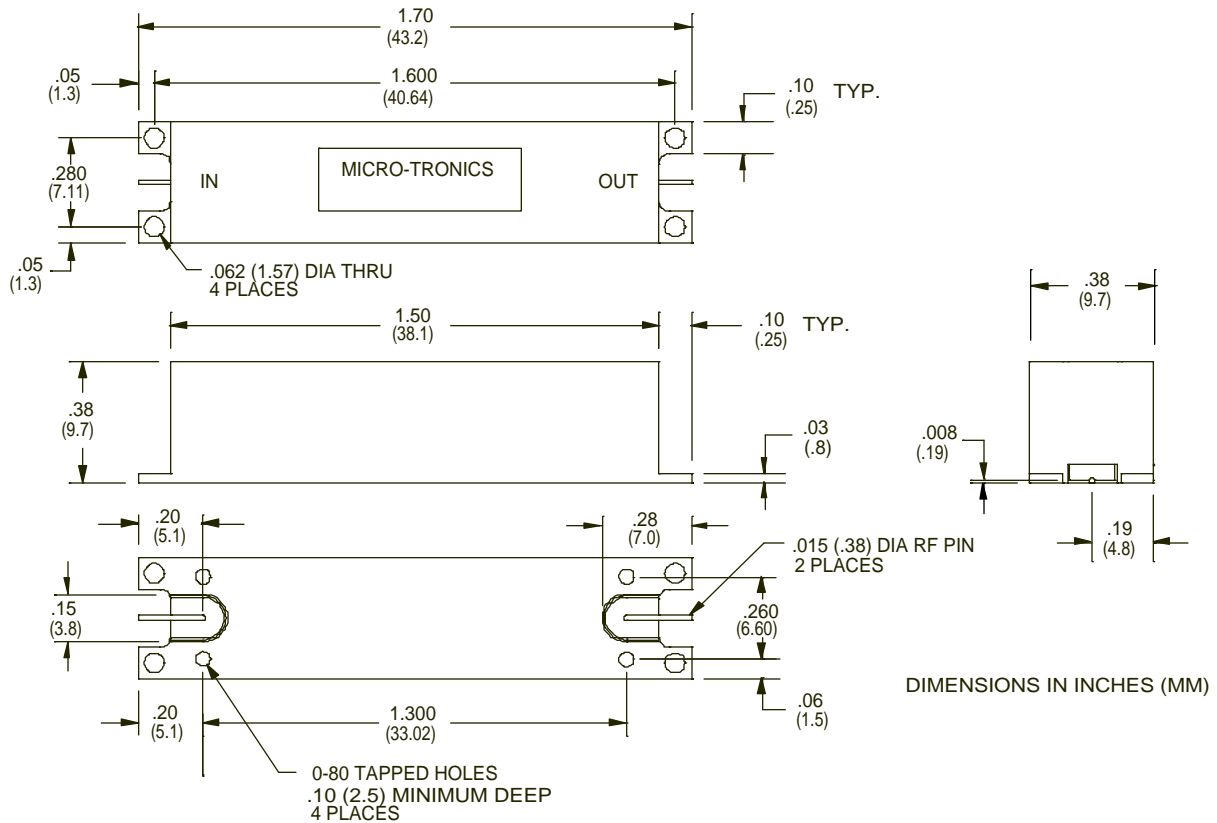 1.70
(43.2)
.05
(1.3)
1.600
(40.64)
.10 TYP.
(.25)
.280
(7.11)
IN
MICRO-TRONICS
OUT
.05
(1.3)
.062 (1.57) DIA THRU
4 PLACES
1.50
(38.1)
.10 TYP.
(.25)
.38
(9.7)
.38
(9.7)
.03
(.8)
.008
(.19)
.20
(5.1)
.28
(7.0)
.19
(4.8)
.015 (.38) DIA RF PIN
2 PLACES
.15
(3.8)
.260
(6.60)
.20
(5.1)
1.300
(33.02)
.06
(1.5)
DIMENSIONS IN INCHES (MM)
0-80 TAPPED HOLES
.10 (2.5) MINIMUM DEEP
4 PLACES